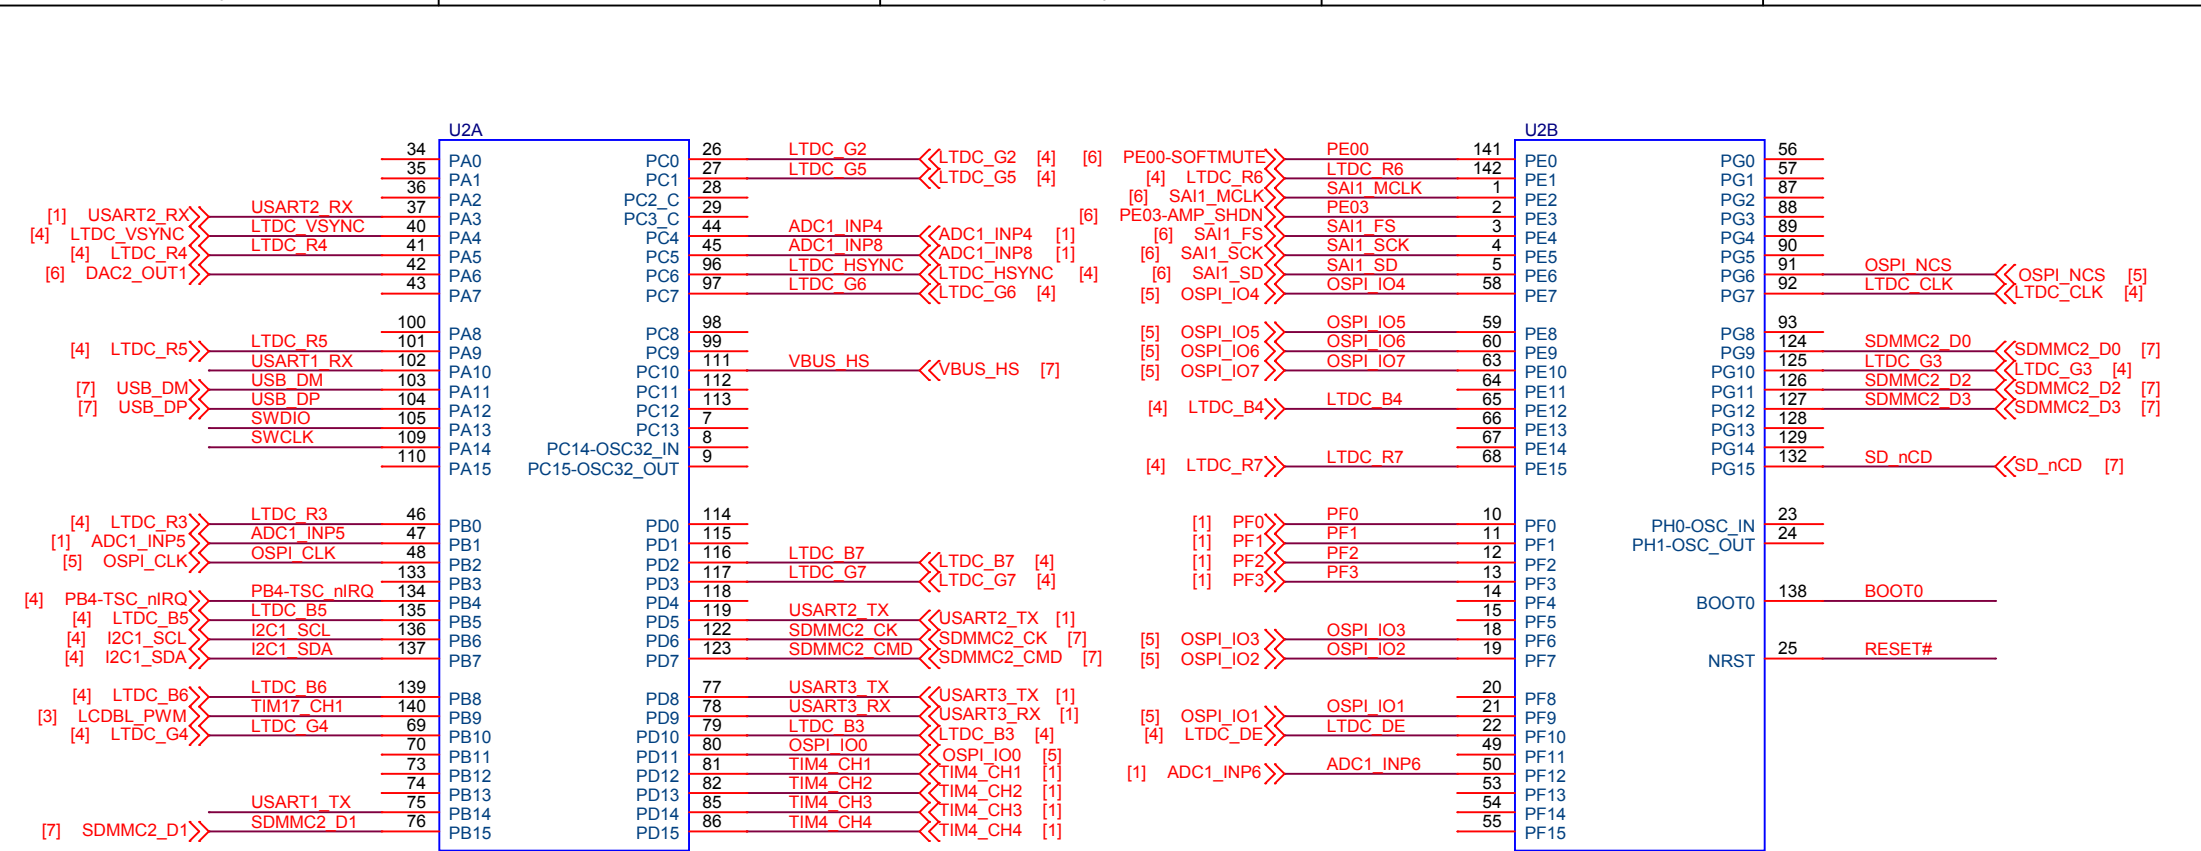 U2A
34 PA0
35 PA1
36 PA2
[1] USART2_RX USART2_RX 37 PA3
[4] LTDC_VSYNC LTDC_VSYNC 40 PA4
[4] LTDC_R4 LTDC_R4 41 PA5
[6] DAC2_OUT1 42 PA6
43 PA7
100 PA8
[4] LTDC_R5 LTDC_R5 101 PA9
USART1_RX 102 PA10
[7] USB_DM USB_DM 103 PA11
[7] USB_DP USB_DP 104 PA12
SWDIO 105 PA13
SWCLK 109 PA14
110 PA15
[4] LTDC_R3 LTDC_R3 46 PB0
[1] ADC1_INP5 ADC1_INP5 47 PB1
[5] OSPI_CLK OSPI_CLK 48 PB2
133 PB3
[4] PB4-TSC_nIRQ PB4-TSC_nIRQ 134 PB4
[4] LTDC_B5 LTDC_B5 135 PB5
[4] I2C1_SCL I2C1_SCL 136 PB6
[4] I2C1_SDA I2C1_SDA 137 PB7
[4] LTDC_B6 LTDC_B6 139 PB8
[3] LCDBL_PWM TIM17_CH1 140 PB9
[4] LTDC_G4 LTDC_G4 69 PB10
70 PB11
73 PB12
74 PB13
USART1_TX 75 PB14
[7] SDMMC2_D1 SDMMC2_D1 76 PB15
PC0 26 LTDC_G2 LTDC_G2 [4]
PC1 27 LTDC_G5 LTDC_G5 [4]
PC2_C 28
PC3_C 29
PC4 44 ADC1_INP4 ADC1_INP4 [1]
PC5 45 ADC1_INP8 ADC1_INP8 [1]
PC6 96 LTDC_HSYNC LTDC_HSYNC [4]
PC7 97 LTDC_G6 LTDC_G6 [4]
PC8 98
PC9 99
PC10 111 VBUS_HS VBUS_HS [7]
PC11 112
PC12 113
PC13 7
PC14-OSC32_IN 8
PC15-OSC32_OUT 9
PD0 114
PD1 115
PD2 116 LTDC_B7 LTDC_B7 [4]
PD3 117 LTDC_G7 LTDC_G7 [4]
PD4 118
PD5 119 USART2_TX USART2_TX [1]
PD6 122 SDMMC2_CK SDMMC2_CK [7]
PD7 123 SDMMC2_CMD SDMMC2_CMD [7]
PD8 77 USART3_TX USART3_TX [1]
PD9 78 USART3_RX USART3_RX [1]
PD10 79 LTDC_B3 LTDC_B3 [4]
PD11 80 OSPI_IO0 OSPI_IO0 [5]
PD12 81 TIM4_CH1 TIM4_CH1 [1]
PD13 82 TIM4_CH2 TIM4_CH2 [1]
PD14 85 TIM4_CH3 TIM4_CH3 [1]
PD15 86 TIM4_CH4 TIM4_CH4 [1]
U2B
[6] PE00-SOFTMUTE PE00 141 PE0
[4] LTDC_R6 LTDC_R6 142 PE1
[6] SAI1_MCLK SAI1_MCLK 1 PE2
[6] PE03-AMP_SHDN PE03 2 PE3
[6] SAI1_FS SAI1_FS 3 PE4
[6] SAI1_SCK SAI1_SCK 4 PE5
[6] SAI1_SD SAI1_SD 5 PE6
[5] OSPI_IO4 OSPI_IO4 58 PE7
[5] OSPI_IO5 OSPI_IO5 59 PE8
[5] OSPI_IO6 OSPI_IO6 60 PE9
[5] OSPI_IO7 OSPI_IO7 63 PE10
64 PE11
[4] LTDC_B4 LTDC_B4 65 PE12
66 PE13
67 PE14
[4] LTDC_R7 LTDC_R7 68 PE15
[1] PF0 PF0 10 PF0
[1] PF1 PF1 11 PF1
[1] PF2 PF2 12 PF2
[1] PF3 PF3 13 PF3
14 PF4
15 PF5
[5] OSPI_IO3 OSPI_IO3 18 PF6
[5] OSPI_IO2 OSPI_IO2 19 PF7
20 PF8
[5] OSPI_IO1 OSPI_IO1 21 PF9
[4] LTDC_DE LTDC_DE 22 PF10
49 PF11
[1] ADC1_INP6 ADC1_INP6 50 PF12
53 PF13
54 PF14
55 PF15
PG0 56
PG1 57
PG2 87
PG3 88
PG4 89
PG5 90
PG6 91 OSPI_NCS OSPI_NCS [5]
PG7 92 LTDC_CLK LTDC_CLK [4]
PG8 93
PG9 124 SDMMC2_D0 SDMMC2_D0 [7]
PG10 125 LTDC_G3 LTDC_G3 [4]
PG11 126 SDMMC2_D2 SDMMC2_D2 [7]
PG12 127 SDMMC2_D3 SDMMC2_D3 [7]
PG13 128
PG14 129
PG15 132 SD_nCD SD_nCD [7]
PH0-OSC_IN 23
PH1-OSC_OUT 24
BOOT0 138 BOOT0
NRST 25 RESET#